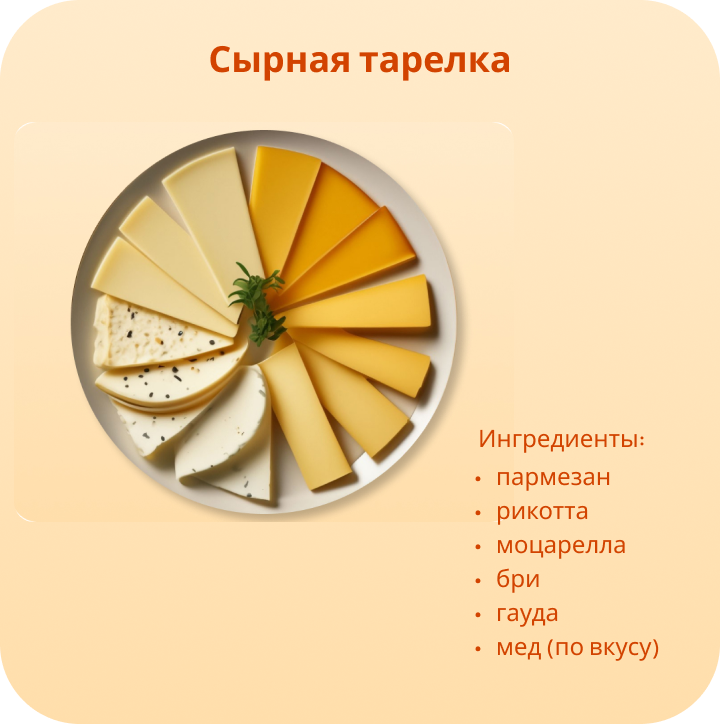 Сырная тарелка
Ингредиенты:
• пармезан
• рикотта
• моцарелла
• бри
• гауда
• мед (по вкусу)